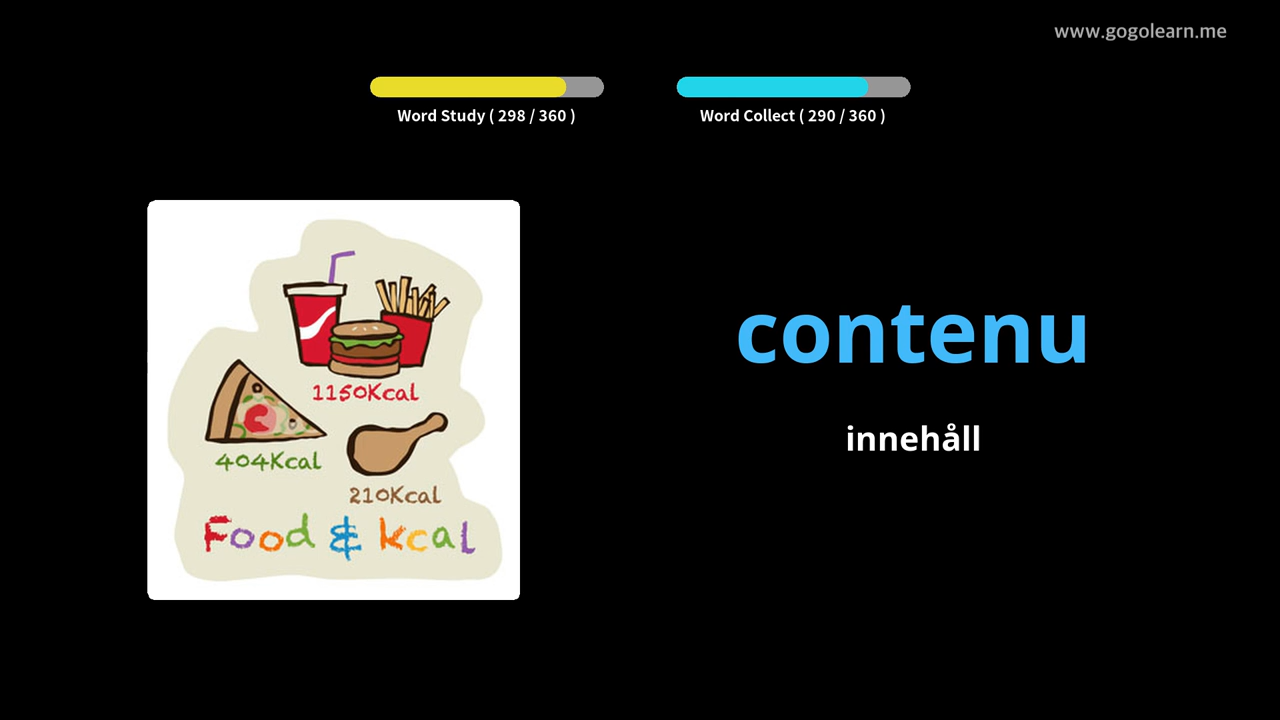 www.gogolearn.me
Word Study ( 298 / 360 )
Word Collect ( 290 / 360 )
1150Kcal
404Kcal
210Kcal
Food & kcal
contenu
innehåll